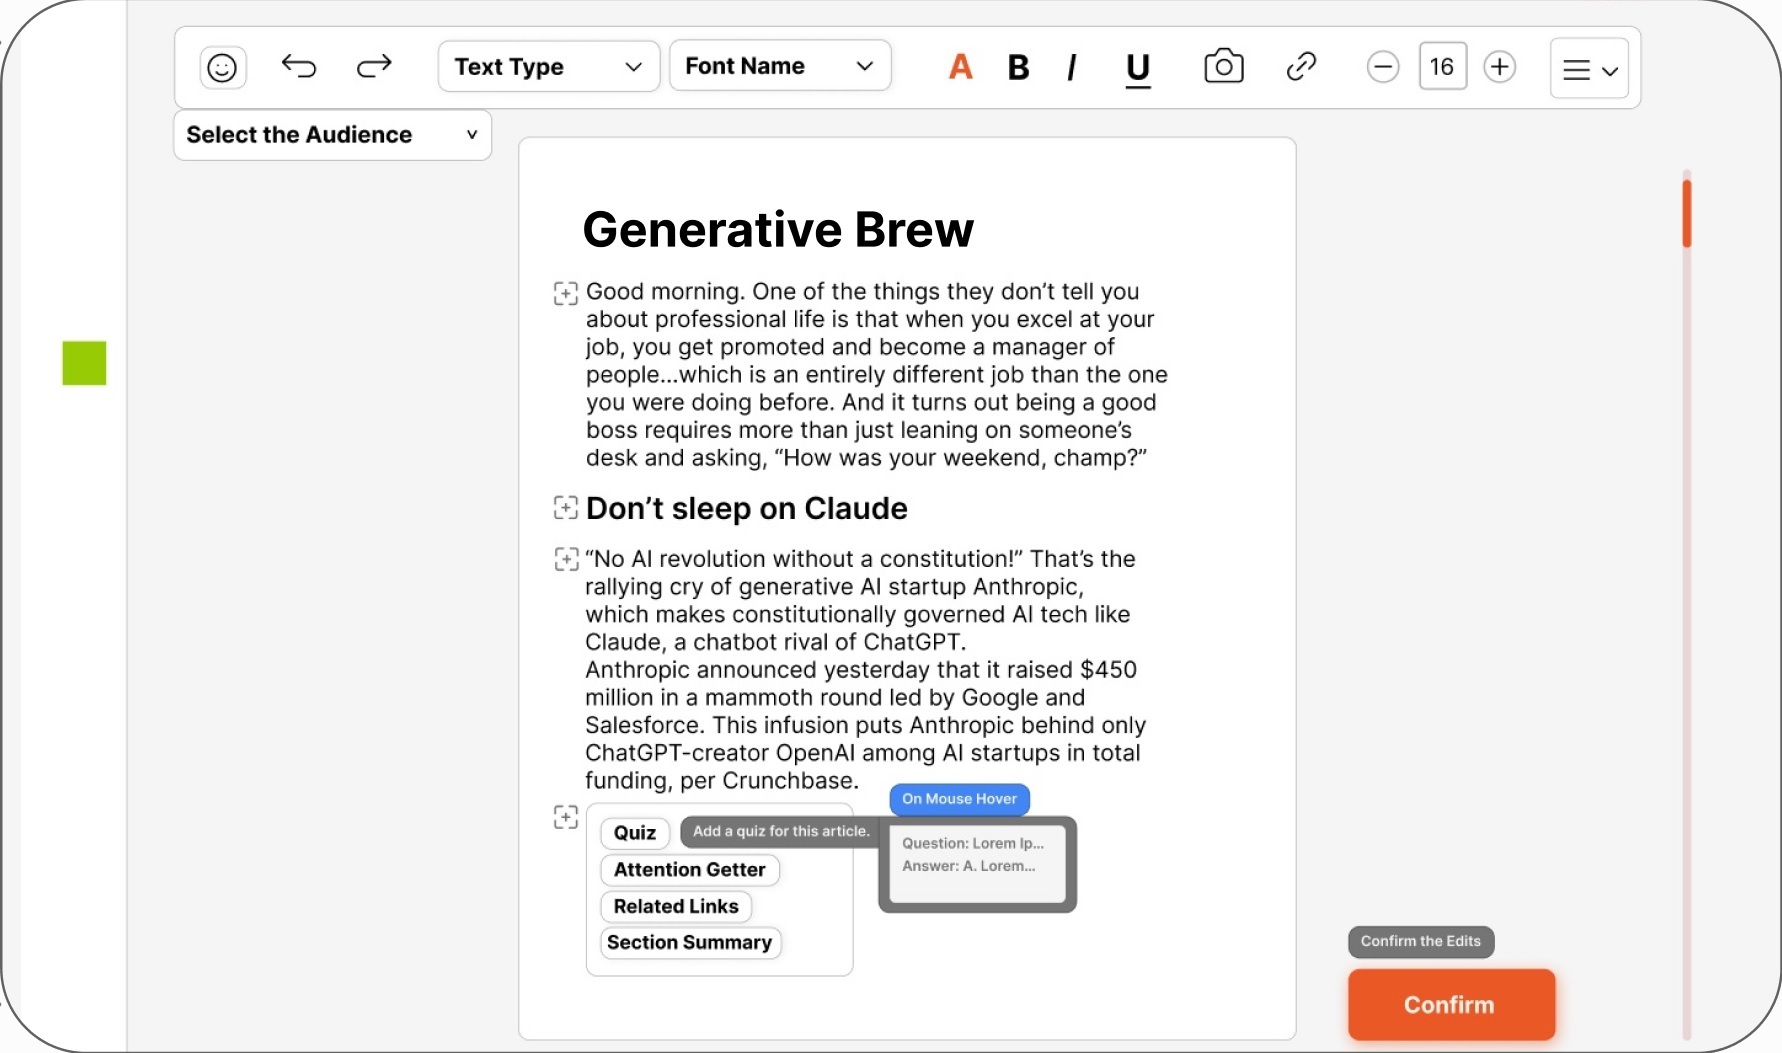 Text Type
Font Name
A
B
I
U
16
Select the Audience
Generative Brew
Good morning. One of the things they don’t tell you
about professional life is that when you excel at your
job, you get promoted and become a manager of
people...which is an entirely different job than the one
you were doing before. And it turns out being a good
boss requires more than just leaning on someone’s
desk and asking, “How was your weekend, champ?”
Don’t sleep on Claude
“No AI revolution without a constitution!” That’s the
rallying cry of generative AI startup Anthropic,
which makes constitutionally governed AI tech like
Claude, a chatbot rival of ChatGPT.
Anthropic announced yesterday that it raised $450
million in a mammoth round led by Google and
Salesforce. This infusion puts Anthropic behind only
ChatGPT-creator OpenAI among AI startups in total
funding, per Crunchbase.
On Mouse Hover
Quiz
Add a quiz for this article.
Question: Lorem Ip...
Answer: A. Lorem...
Attention Getter
Related Links
Section Summary
Confirm the Edits
Confirm